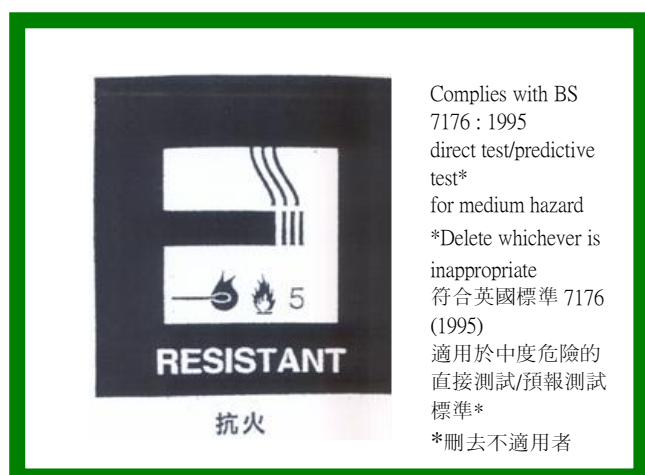 5
RESISTANT
抗火
Complies with BS
7176 : 1995
direct test/predictive
test*
for medium hazard
*Delete whichever is
inappropriate
符合英國標準 7176
(1995)
適用於中度危險的
直接測試/預報測試
標準*
*刪去不適用者